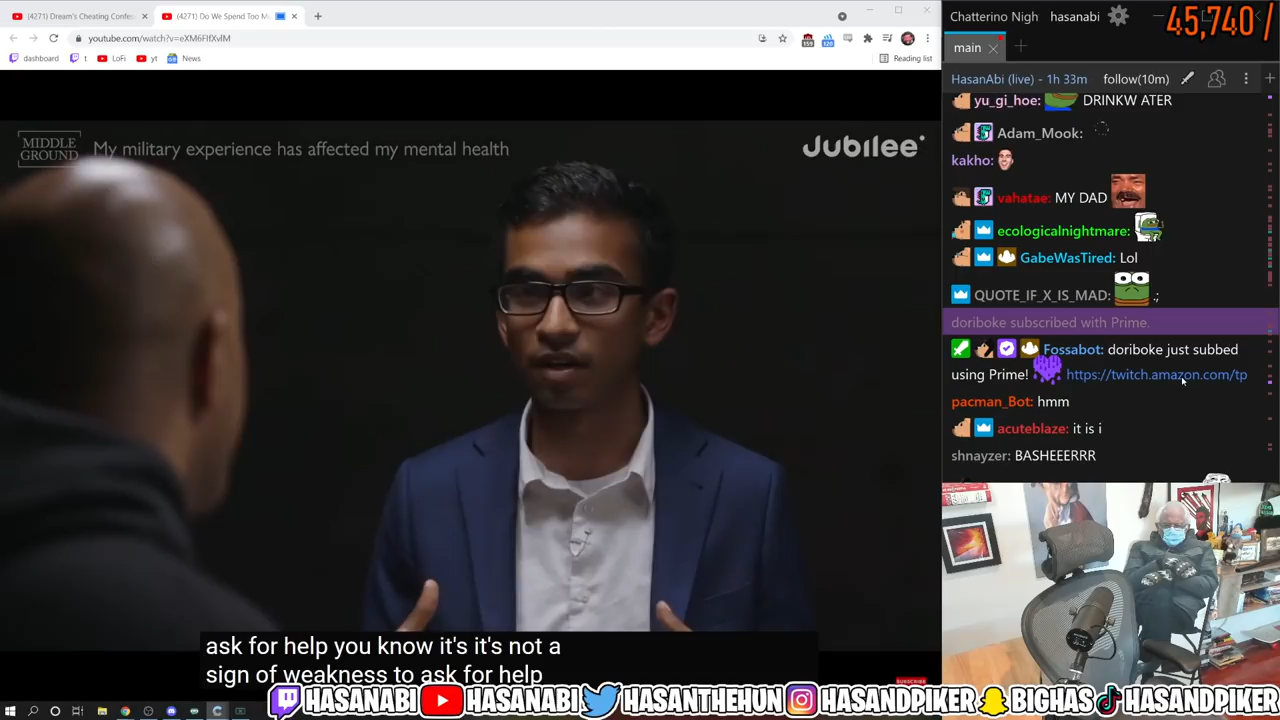 (4271) Dream's Cheating Confes
(4271) Do We Spend Too M
youtube.com/watch?v=eXM6FIfXvlM
dashboard
1
LoFi
yt
News
Reading list
MIDDLE
GROUND
My military experience has affected my mental health
Jubilee
ask for help you know it's it's not a
sign of weakness to ask for help
SUBSCRIBE
Chatterino Nigh
hasanabi
45,740 /
main
HasanAbi (live) - 1h 33m
follow(10m)
yu_gi_hoe: DRINKW ATER
Adam_Mook:
kakho:
vahatae: MY DAD
ecologicalnightmare:
GabeWasTired: Lol
QUOTE_IF_X_IS_MAD: .;
doriboke subscribed with Prime.
Fossabot: doriboke just subbed
using Prime! https://twitch.amazon.com/tp
pacman_Bot: hmm
acuteblaze: it is i
shnayzer: BASHEEERRR
HASANABI HASANABI HASANTHEHUN HASANDPIKER BIGHAS HASANDPIKER